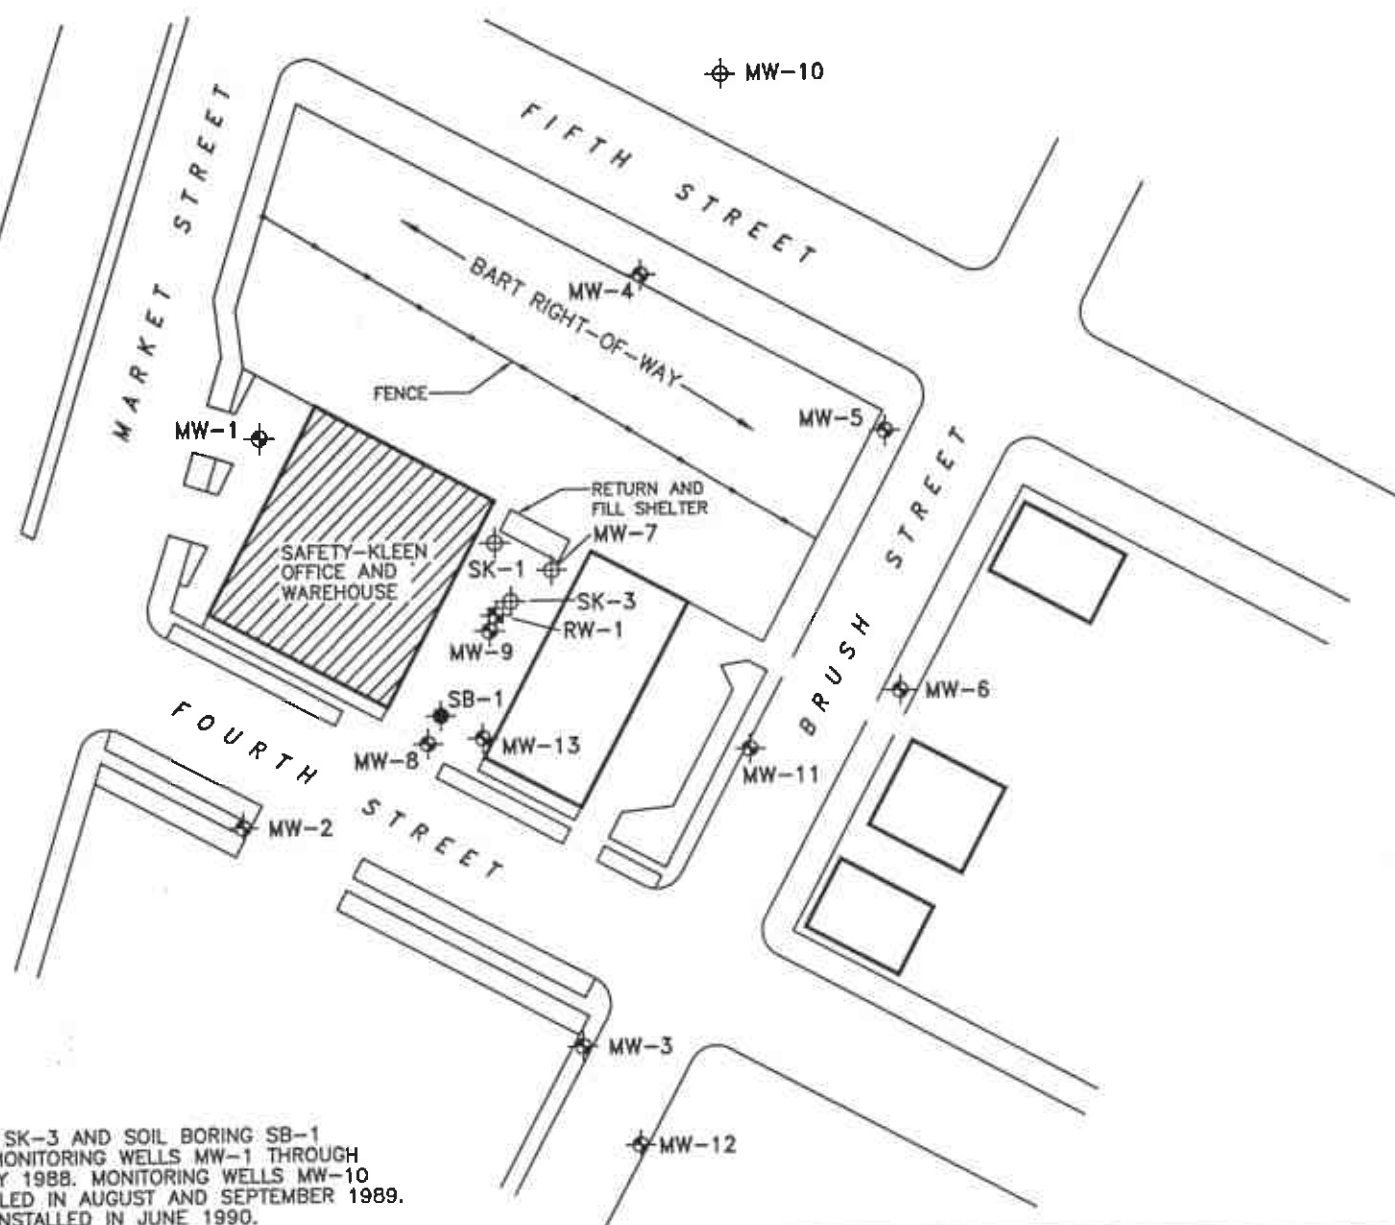 MW-10
FIFTH STREET
MARKET STREET
BART RIGHT-OF-WAY
MW-4
FENCE
MW-5
MW-1
RETURN AND
FILL SHELTER
MW-7
SAFETY-KLEEN
OFFICE AND
WAREHOUSE
SK-1
SK-3
RW-1
MW-9
BRUSH STREET
MW-6
SB-1
MW-13
MW-8
MW-11
FOURTH STREET
MW-2
MW-3
MW-12
SK-3 AND SOIL BORING SB-1
MONITORING WELLS MW-1 THROUGH
Y 1988. MONITORING WELLS MW-10
LED IN AUGUST AND SEPTEMBER 1989.
NSTALLED IN JUNE 1990.